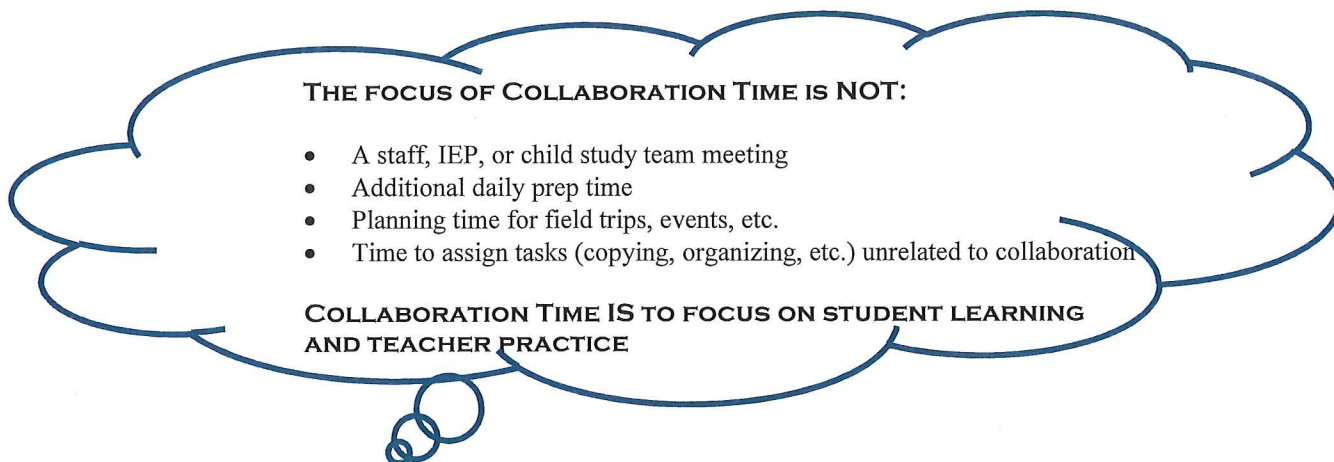 THE FOCUS OF COLLABORATION TIME IS NOT:
• A staff, IEP, or child study team meeting
• Additional daily prep time
• Planning time for field trips, events, etc.
• Time to assign tasks (copying, organizing, etc.) unrelated to collaboration
COLLABORATION TIME IS TO FOCUS ON STUDENT LEARNING
AND TEACHER PRACTICE